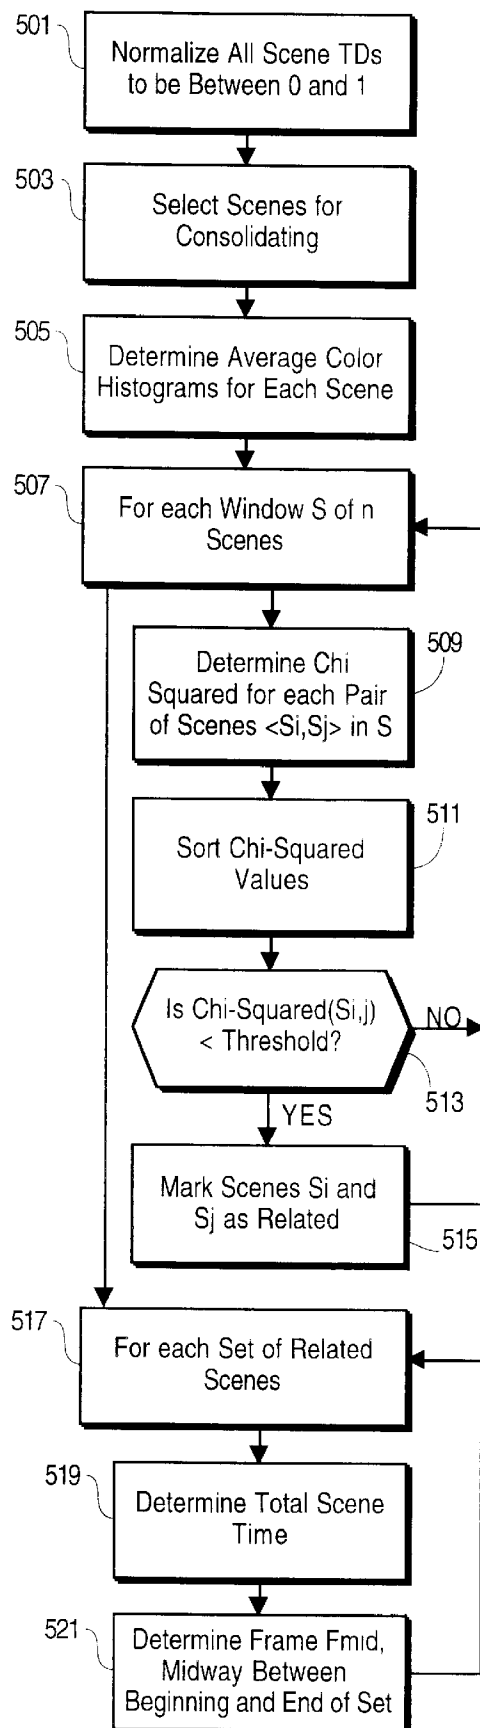 501
Normalize All Scene TDs
to be Between 0 and 1
503
Select Scenes for
Consolidating
505
Determine Average Color
Histograms for Each Scene
507
For each Window S of n
Scenes
509
Determine Chi
Squared for each Pair
of Scenes <Si,Sj> in S
511
Sort Chi-Squared
Values
Is Chi-Squared(Si,j)
< Threshold?
NO
513
YES
Mark Scenes Si and
Sj as Related
515
517
For each Set of Related
Scenes
519
Determine Total Scene
Time
521
Determine Frame Fmid,
Midway Between
Beginning and End of Set